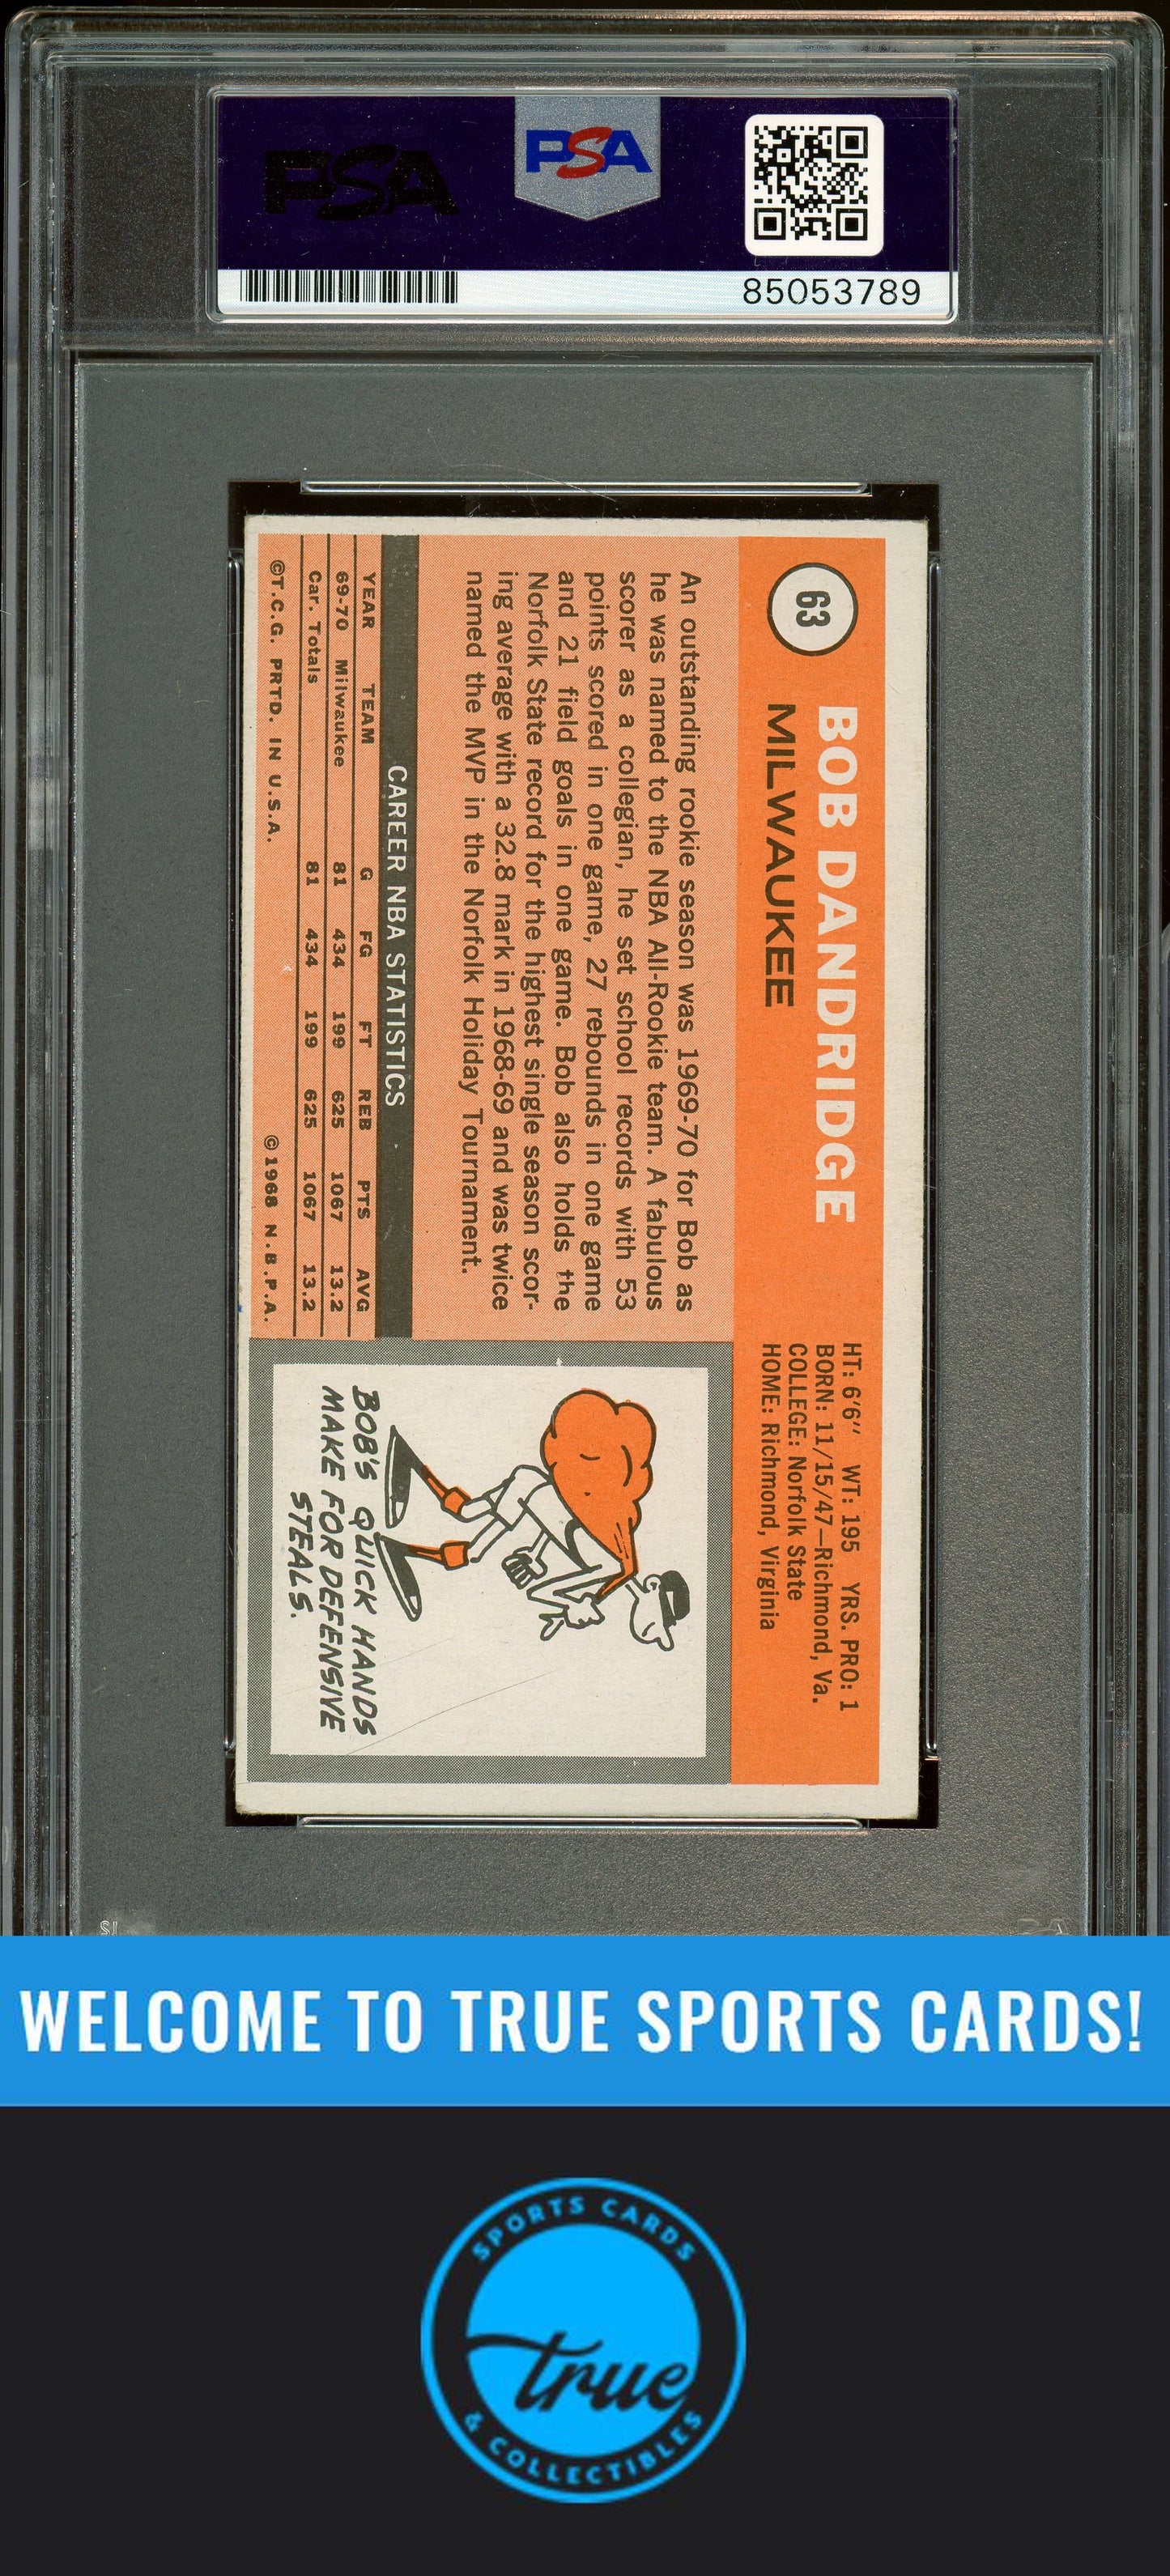 PSA
PSA
85053789
63
BOB DANDRIDGE
MILWAUKEE
HT: 6'6" WT: 195 YRS. PRO: 1
BORN: 11/15/47—Richmond, Va.
COLLEGE: Norfolk State
HOME: Richmond, Virginia
An outstanding rookie season was 1969-70 for Bob as
he was named to the NBA All-Rookie team. A fabulous
scorer as a collegian, he set school records with 53
points scored in one game, 27 rebounds in one game
and 21 field goals in one game. Bob also holds the
Norfolk State record for the highest single season scor-
ing average with a 32.8 mark in 1968-69 and was twice
named the MVP in the Norfolk Holiday Tournament.
CAREER NBA STATISTICS
YEAR TEAM G FG FT REB PTS AVG
69-70 Milwaukee 81 434 199 625 1067 13.2
Car. Totals 81 434 199 625 1067 13.2
©T.C.G. PRTD. IN U.S.A. ©1968 N.B.P.A.
BOB'S QUICK HANDS
MAKE FOR DEFENSIVE
STEALS.
WELCOME TO TRUE SPORTS CARDS!
SPORTS CARDS
true
& COLLECTIBLES